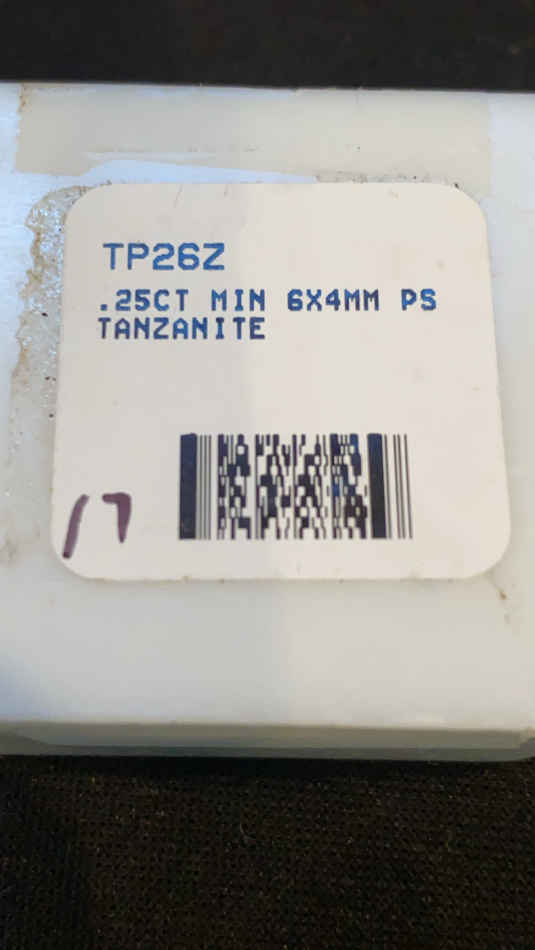 TP26Z
.25CT MIN 6X4MM PS
TANZANITE
17